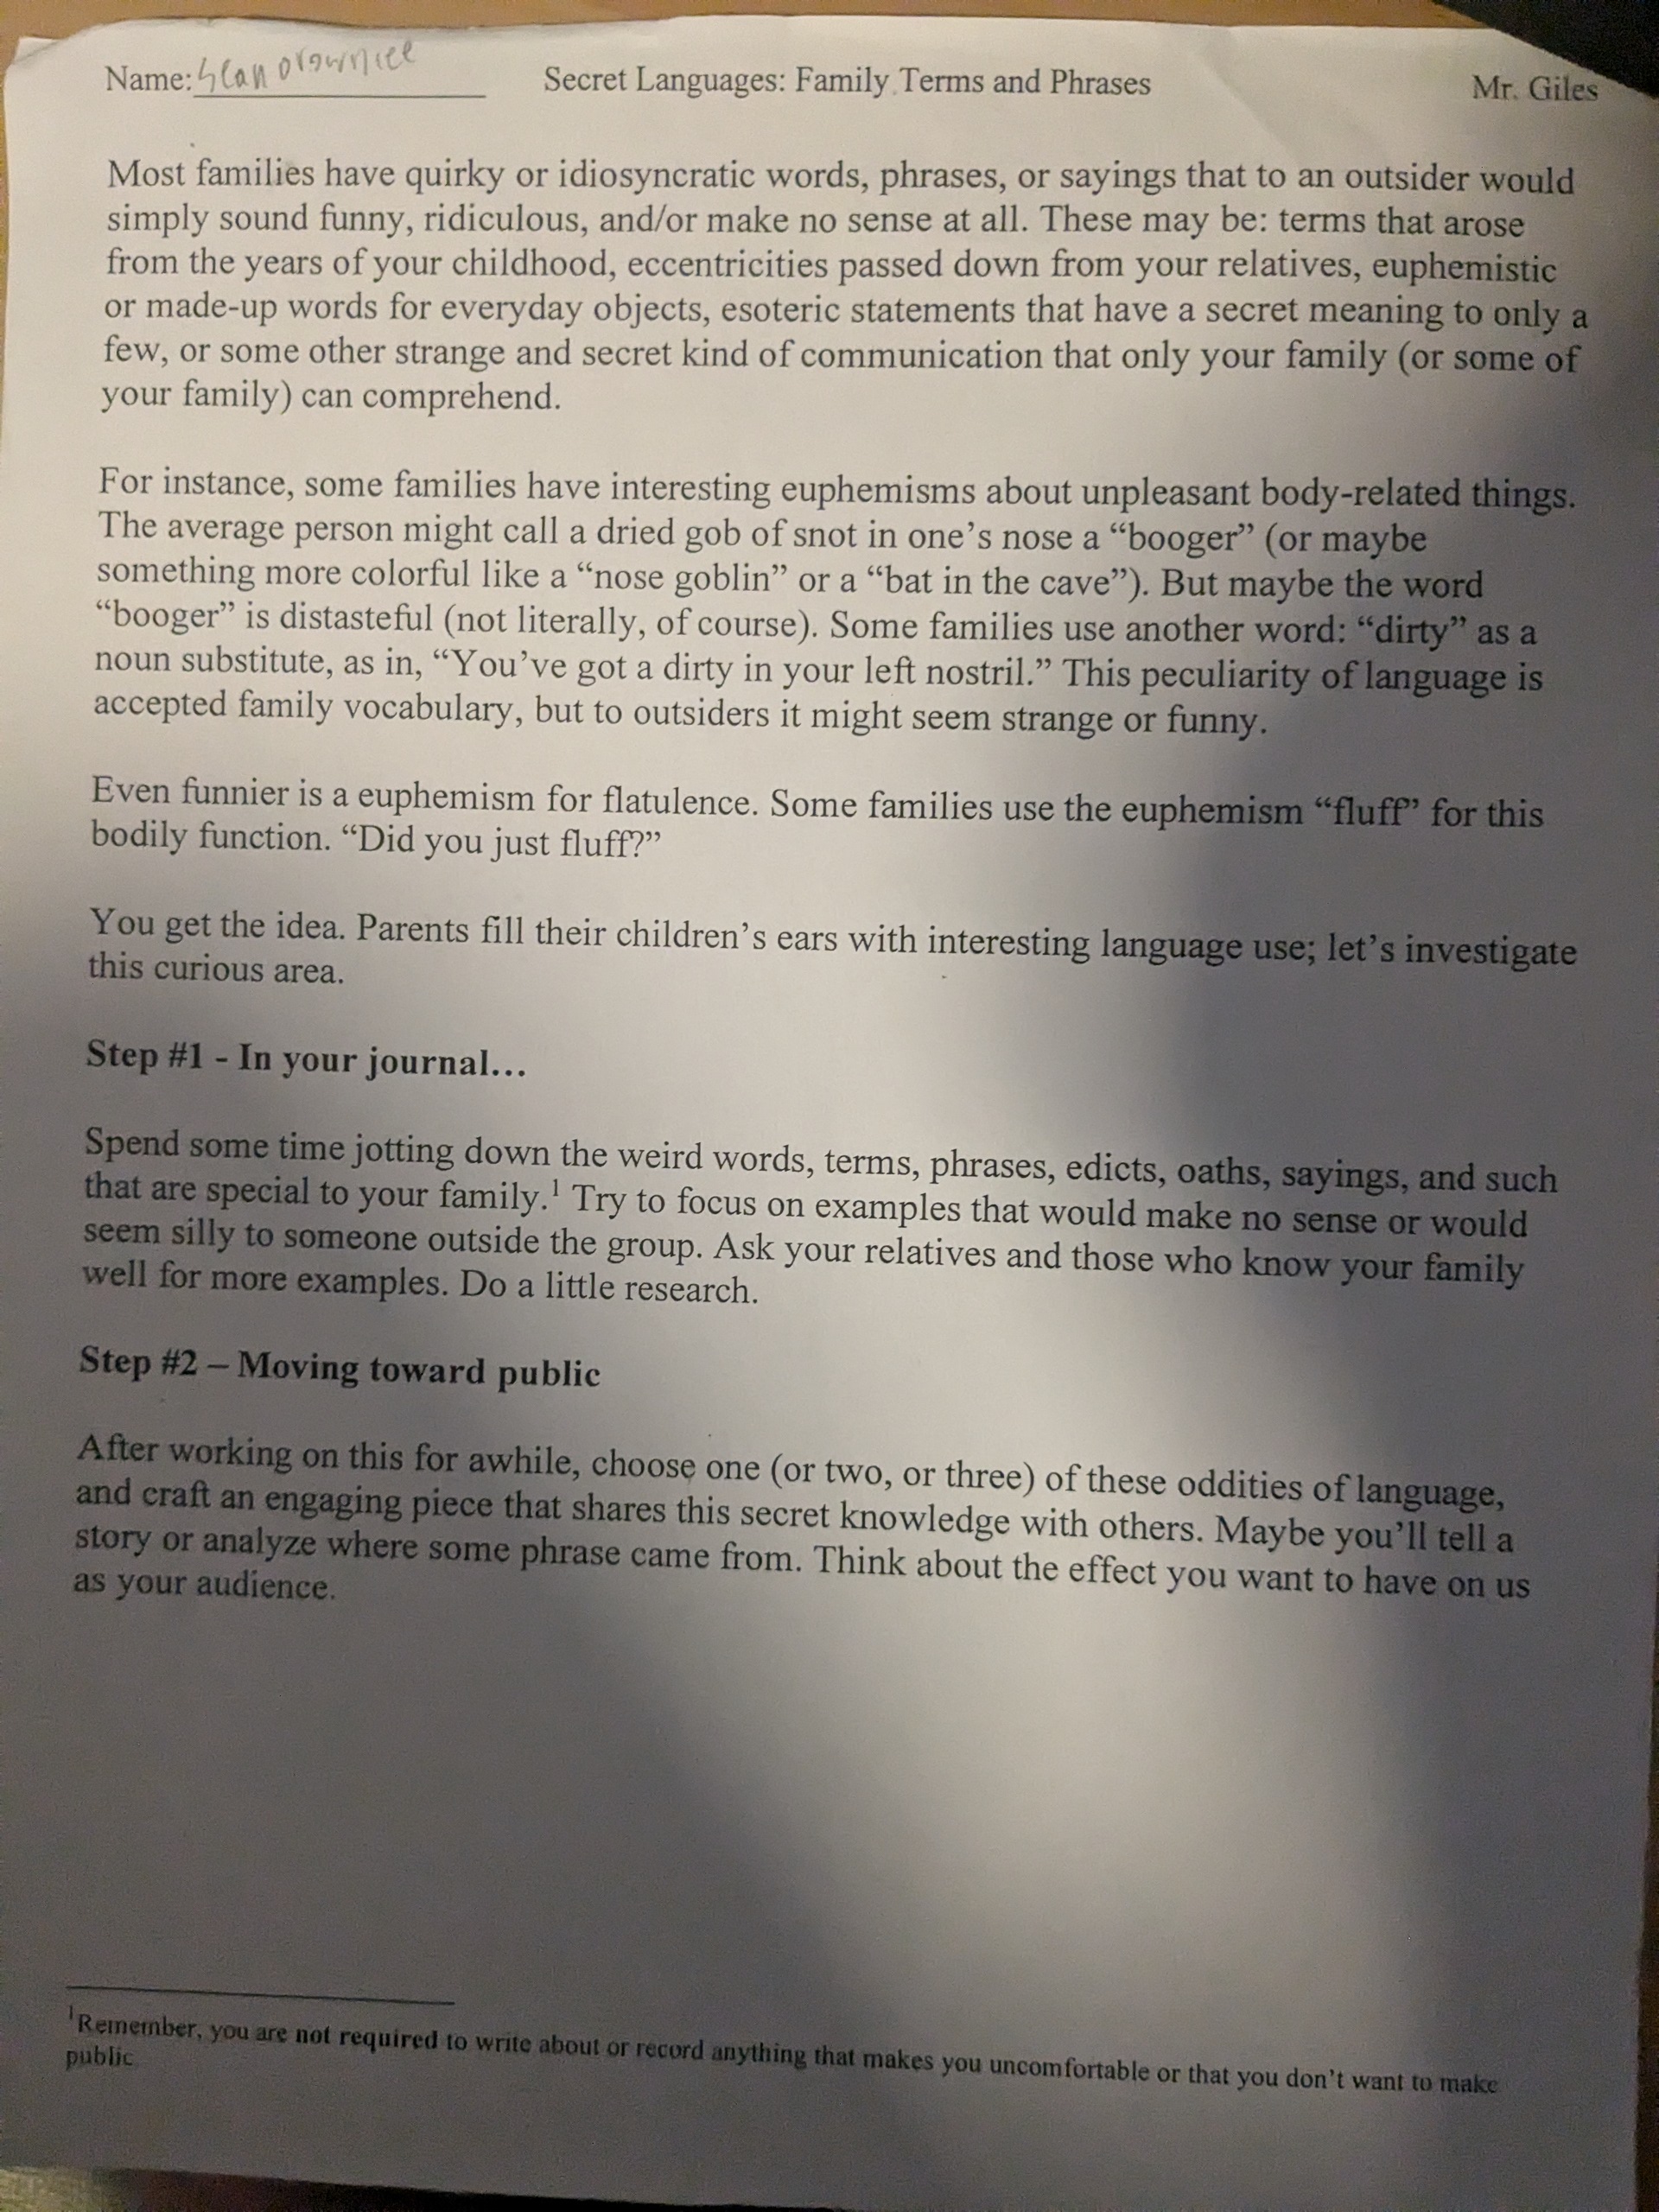 Name: Sean Secret Languages: Family Terms and Phrases Mr. Giles
Most families have quirky or idiosyncratic words, phrases, or sayings that to an outsider would
simply sound funny, ridiculous, and/or make no sense at all. These may be: terms that arose
from the years of your childhood, eccentricities passed down from your relatives, euphemistic
or made-up words for everyday objects, esoteric statements that have a secret meaning to only a
few, or some other strange and secret kind of communication that only your family (or some of
your family) can comprehend.
For instance, some families have interesting euphemisms about unpleasant body-related things.
The average person might call a dried gob of snot in one’s nose a “booger” (or maybe
something more colorful like a “nose goblin” or a “bat in the cave”). But maybe the word
“booger” is distasteful (not literally, of course). Some families use another word: “dirty” as a
noun substitute, as in, “You’ve got a dirty in your left nostril.” This peculiarity of language is
accepted family vocabulary, but to outsiders it might seem strange or funny.
Even funnier is a euphemism for flatulence. Some families use the euphemism “fluff” for this
bodily function. “Did you just fluff?”
You get the idea. Parents fill their children’s ears with interesting language use; let’s investigate
this curious area.
Step #1 - In your journal...
Spend some time jotting down the weird words, terms, phrases, edicts, oaths, sayings, and such
that are special to your family.¹ Try to focus on examples that would make no sense or would
seem silly to someone outside the group. Ask your relatives and those who know your family
well for more examples. Do a little research.
Step #2 – Moving toward public
After working on this for awhile, choose one (or two, or three) of these oddities of language,
and craft an engaging piece that shares this secret knowledge with others. Maybe you’ll tell a
story or analyze where some phrase came from. Think about the effect you want to have on us
as your audience.
¹Remember, you are not required to write about or record anything that makes you uncomfortable or that you don’t want to make
public